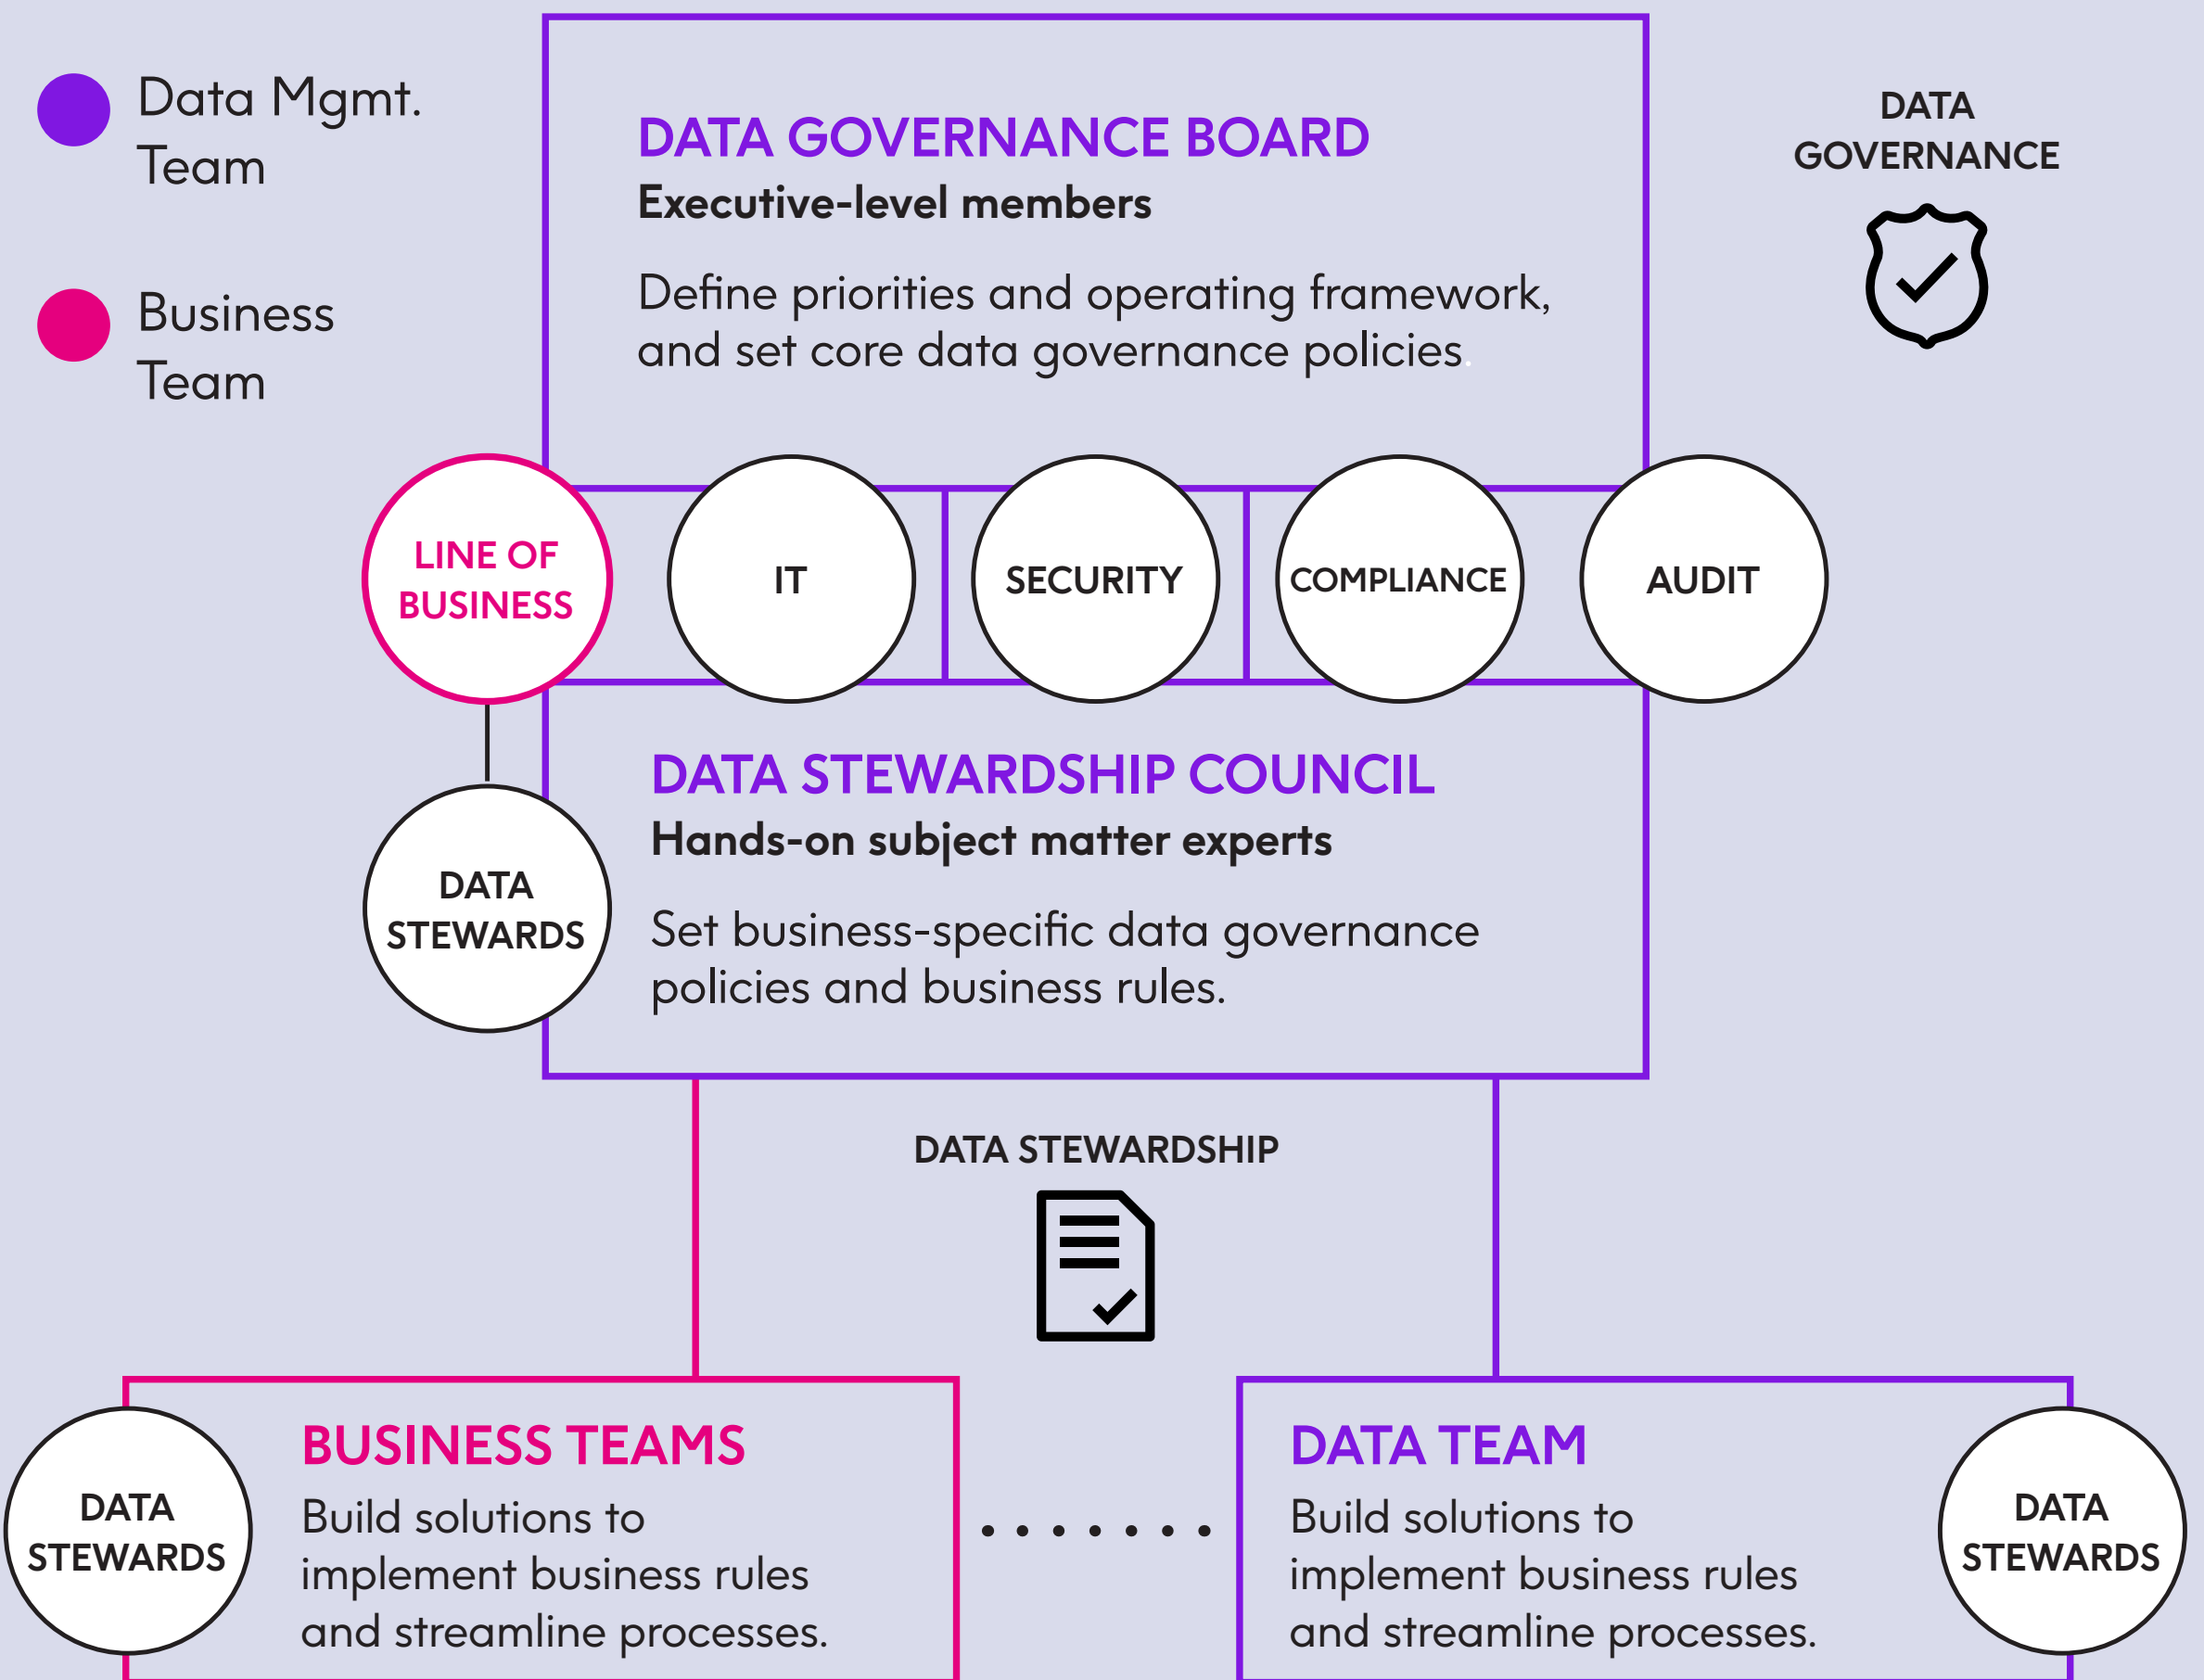 Data Mgmt.
Team
Business
Team
DATA GOVERNANCE BOARD
Executive-level members
Define priorities and operating framework,
and set core data governance policies.
DATA
GOVERNANCE
LINE OF
BUSINESS
IT
SECURITY
COMPLIANCE
AUDIT
DATA STEWARDSHIP COUNCIL
Hands-on subject matter experts
Set business-specific data governance
policies and business rules.
DATA
STEWARDS
DATA STEWARDSHIP
DATA
STEWARDS
BUSINESS TEAMS
Build solutions to
implement business rules
and streamline processes.
DATA TEAM
Build solutions to
implement business rules
and streamline processes.
DATA
STEWARDS